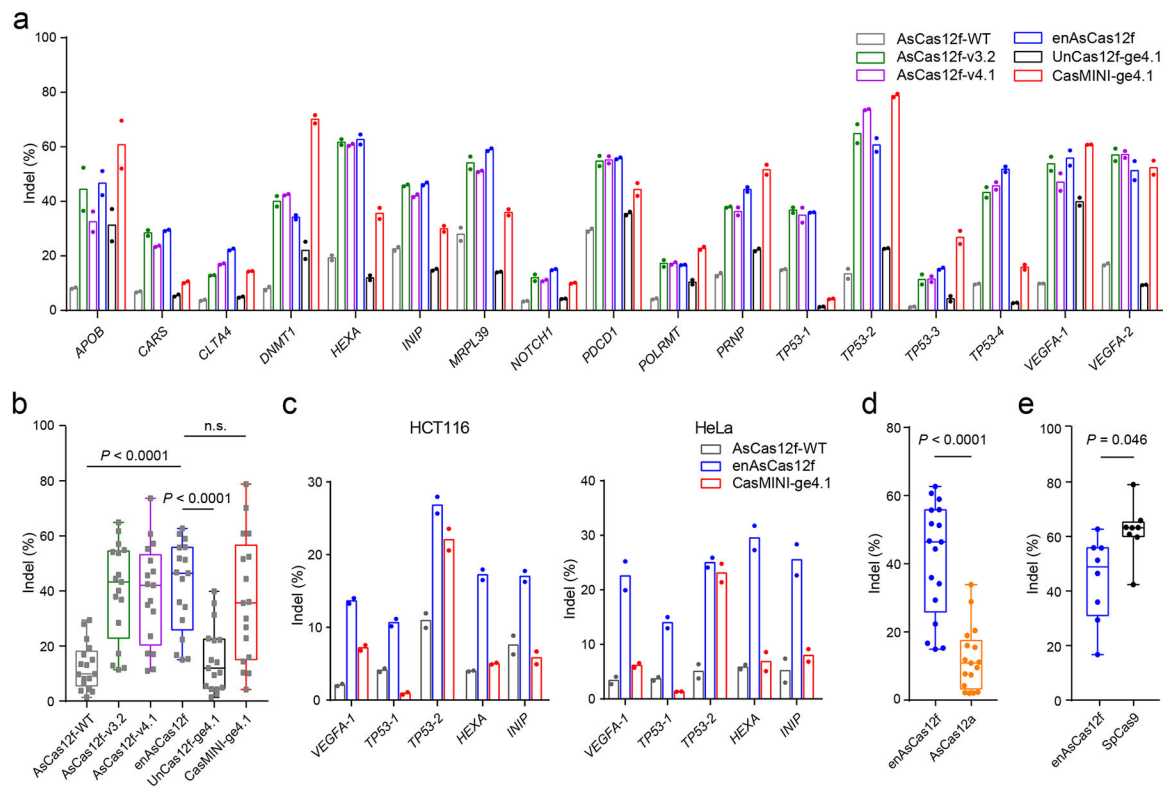 a
100
80
60
40
20
0
Indel (%)
AsCas12f-WT
AsCas12f-v3.2
AsCas12f-v4.1
enAsCas12f
UnCas12f-ge4.1
CasMINI-ge4.1
APOB
CARS
CLTA4
DNMT1
HEXA
INIP
MRPL39
NOTCH1
PDCD1
POLRMT
PRNP
TP53-1
TP53-2
TP53-3
TP53-4
VEGFA-1
VEGFA-2
b
100
80
60
40
20
0
Indel (%)
n.s.
P < 0.0001
P < 0.0001
AsCas12f-WT
AsCas12f-v3.2
AsCas12f-v4.1
enAsCas12f
UnCas12f-ge4.1
CasMINI-ge4.1
c
HCT116
30
20
10
0
Indel (%)
VEGFA-1
TP53-1
TP53-2
HEXA
INIP
HeLa
AsCas12f-WT
enAsCas12f
CasMINI-ge4.1
40
30
20
10
0
Indel (%)
VEGFA-1
TP53-1
TP53-2
HEXA
INIP
d
80
60
40
20
0
Indel (%)
P < 0.0001
enAsCas12f
AsCas12a
e
100
80
60
40
20
0
Indel (%)
P = 0.046
enAsCas12f
SpCas9